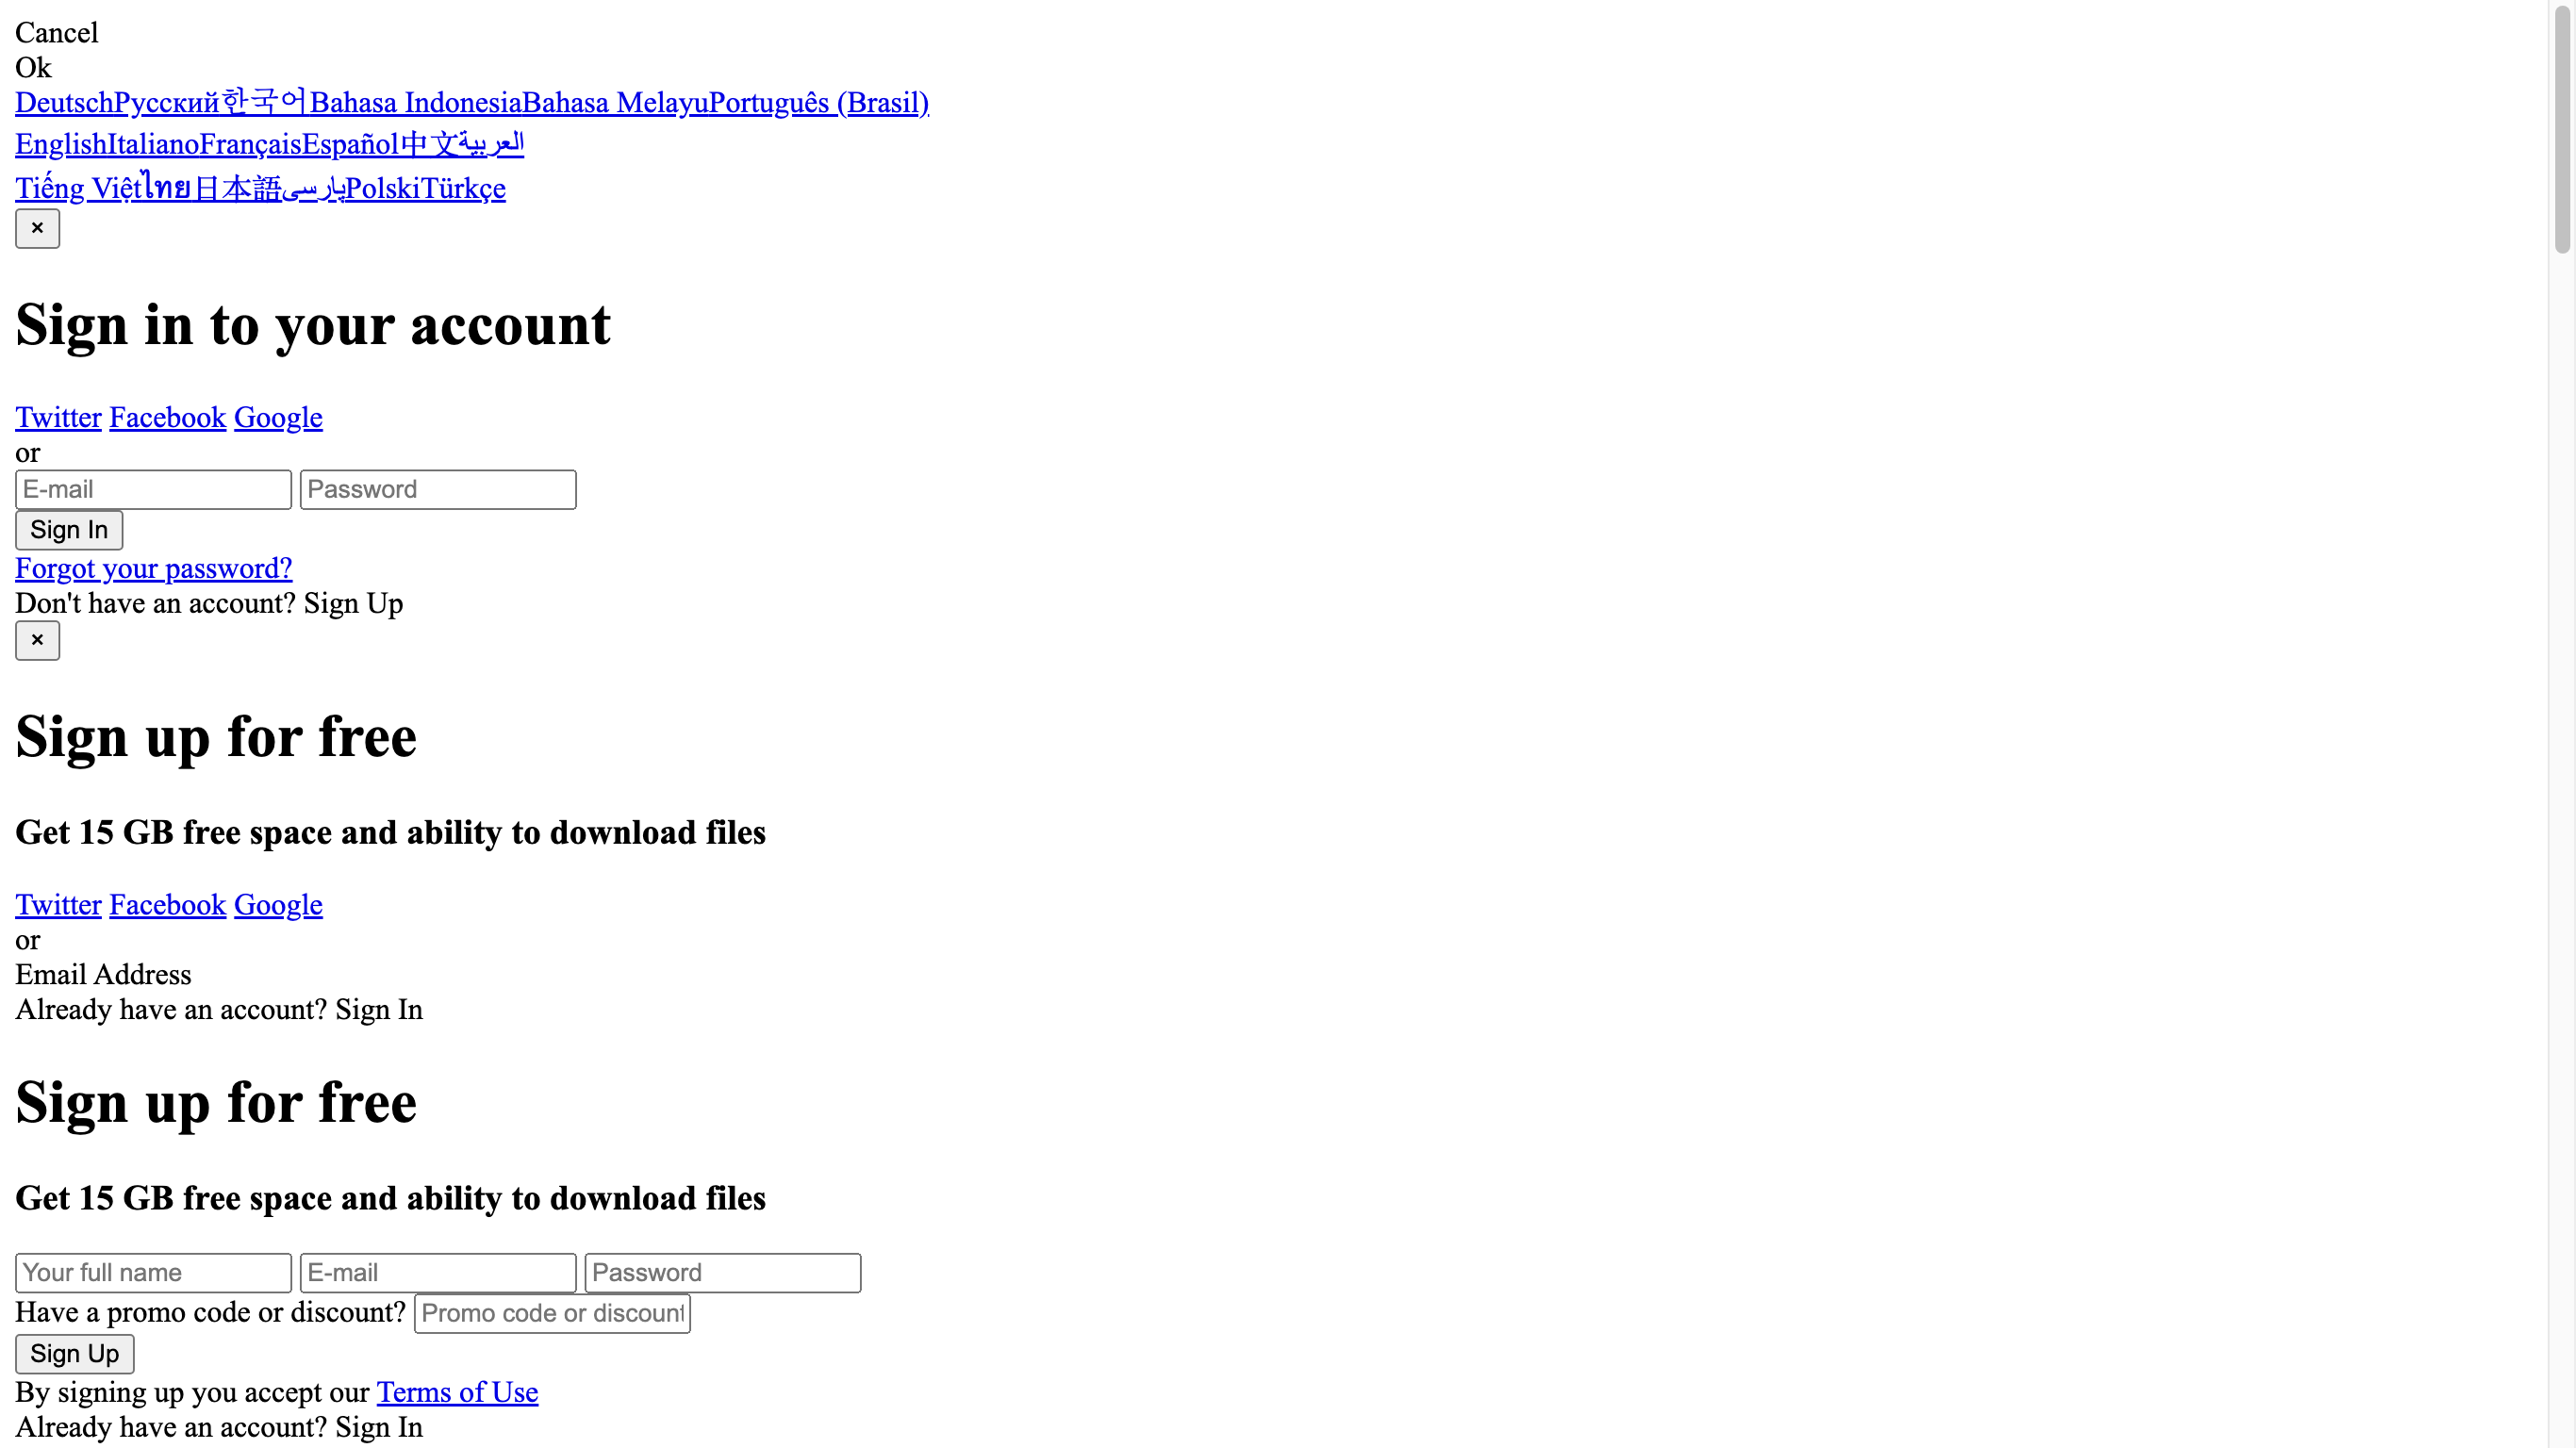 Cancel
Ok
DeutschРусский한국어Bahasa IndonesiaBahasa MelayuPortuguês (Brasil)
EnglishItalianoFrançaisEspañol中文العربية
Tiếng Việtไทย日本語پارسیPolskiTürkçe
×
Sign in to your account
Twitter Facebook Google
or
E-mail Password
Sign In
Forgot your password?
Don't have an account? Sign Up
×
Sign up for free
Get 15 GB free space and ability to download files
Twitter Facebook Google
or
Email Address
Already have an account? Sign In
Sign up for free
Get 15 GB free space and ability to download files
Your full name E-mail Password
Have a promo code or discount? Promo code or discount
Sign Up
By signing up you accept our Terms of Use
Already have an account? Sign In